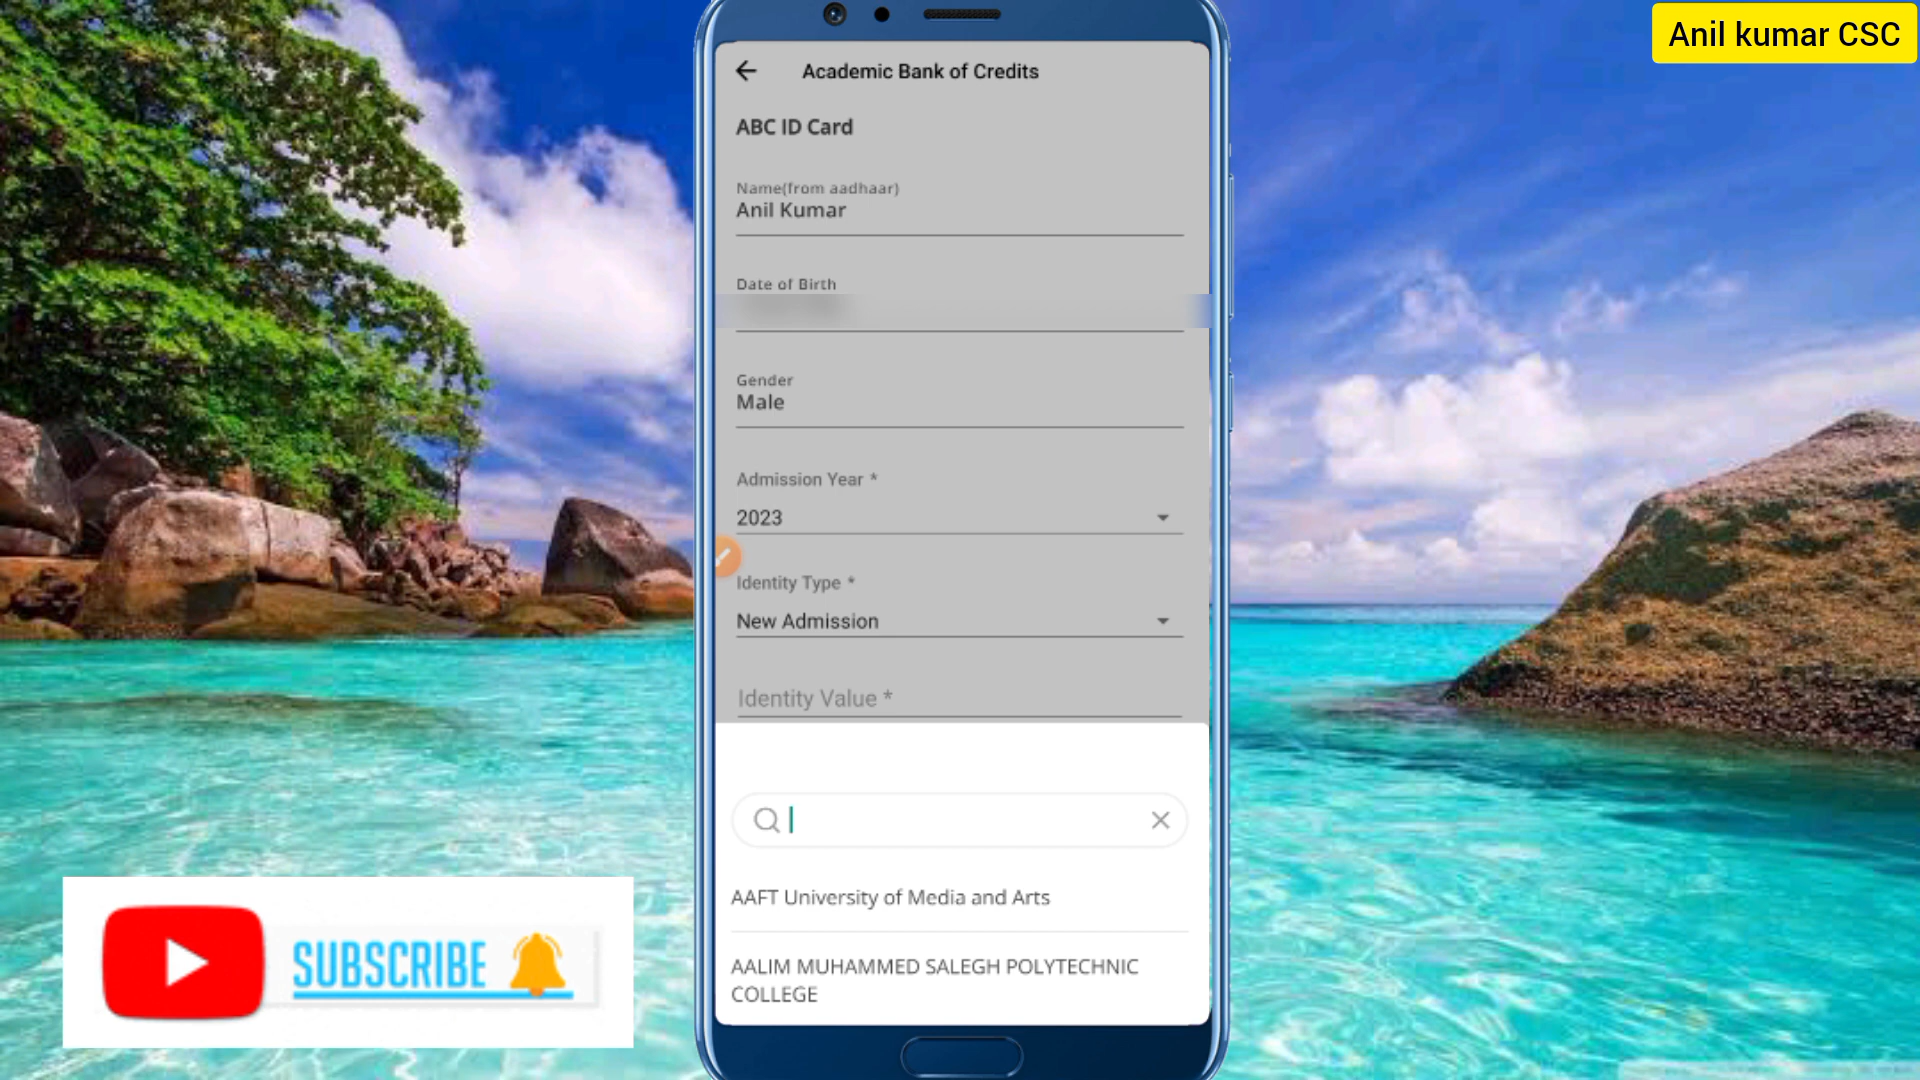 Anil kumar CSC
Academic Bank of Credits
ABC ID Card
Name(from aadhaar)
Anil Kumar
Date of Birth
Gender
Male
Admission Year *
2023
Identity Type *
New Admission
Identity Value *
AAFT University of Media and Arts
AALIM MUHAMMED SALEGH POLYTECHNIC
COLLEGE
SUBSCRIBE